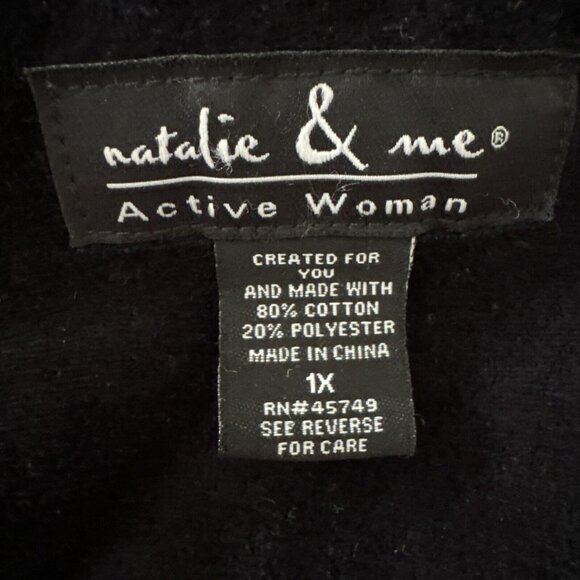 natalie & me®
Active Woman
CREATED FOR
YOU
AND MADE WITH
80% COTTON
20% POLYESTER
MADE IN CHINA
1X
RN#45749
SEE REVERSE
FOR CARE